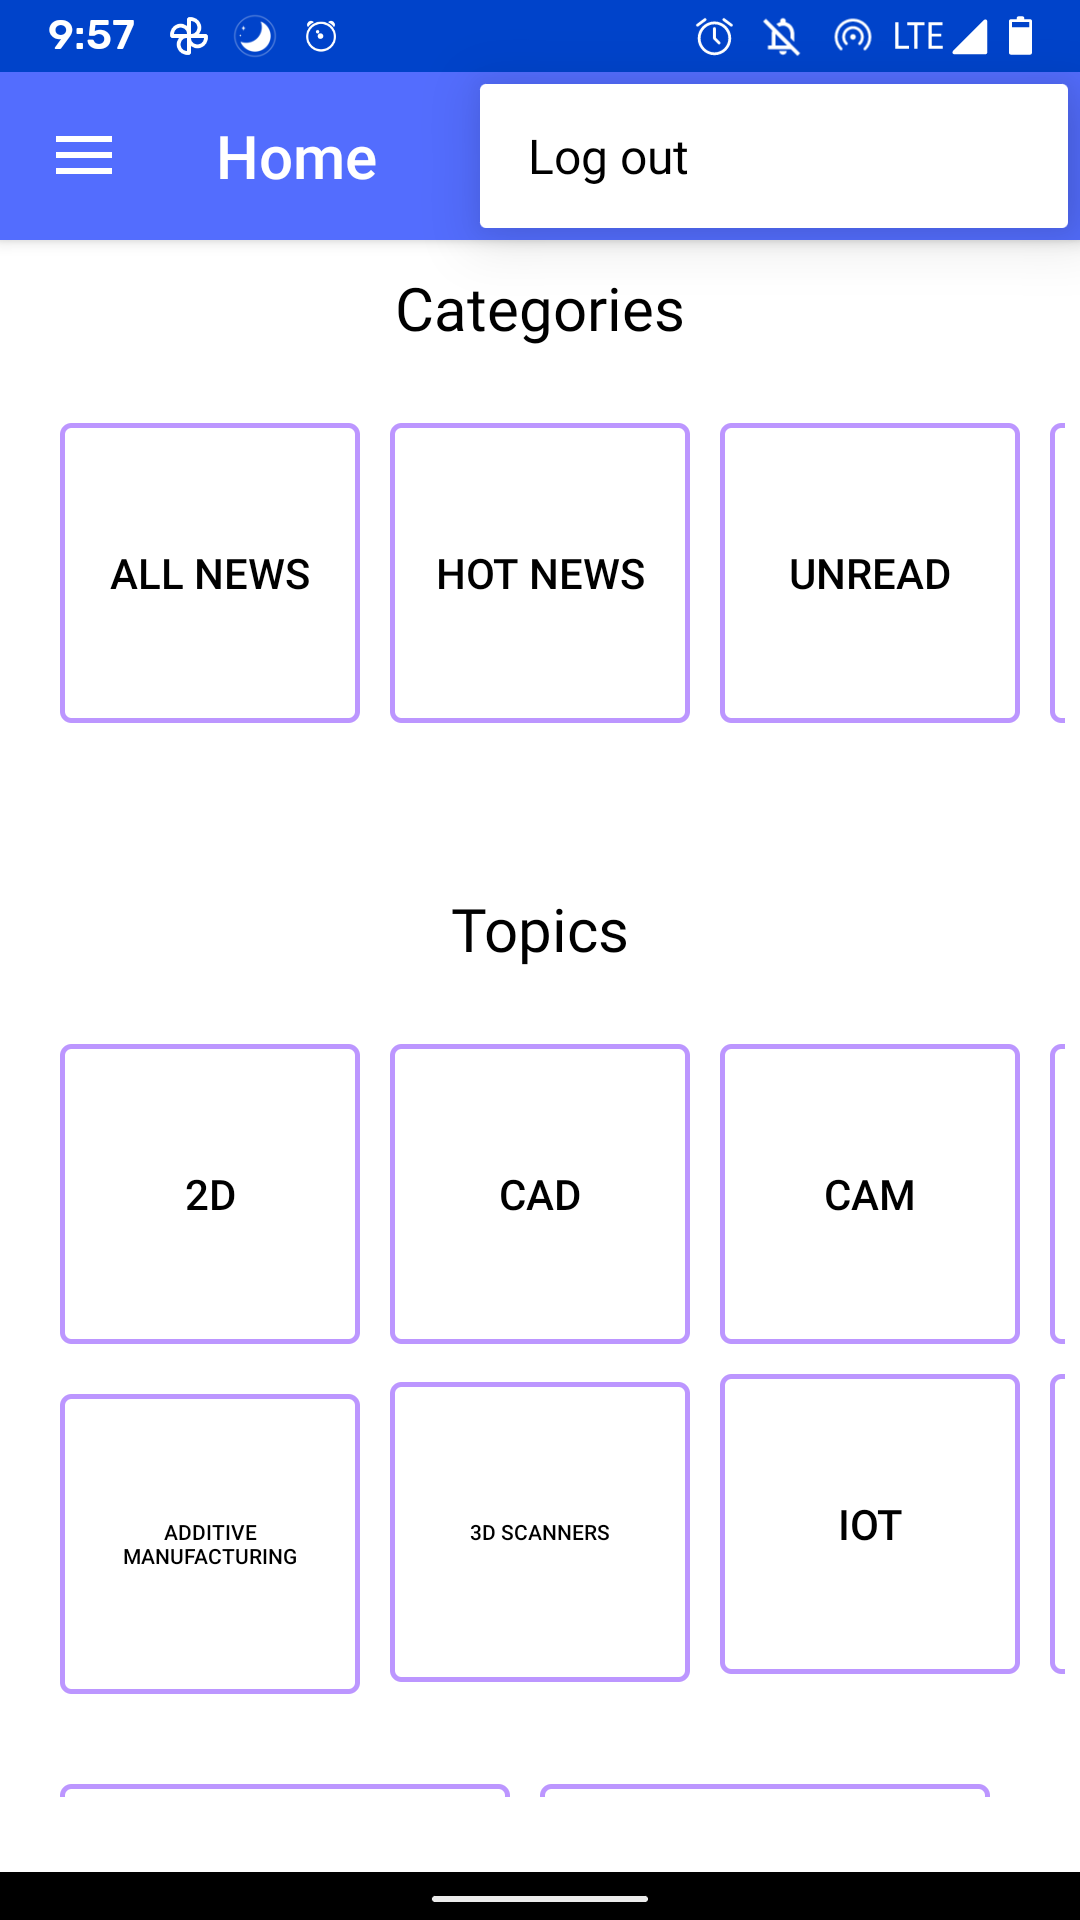 9:57 LTE
Home
Log out
Categories
ALL NEWS HOT NEWS UNREAD
Topics
2D CAD CAM
ADDITIVE
MANUFACTURING
3D SCANNERS
IOT